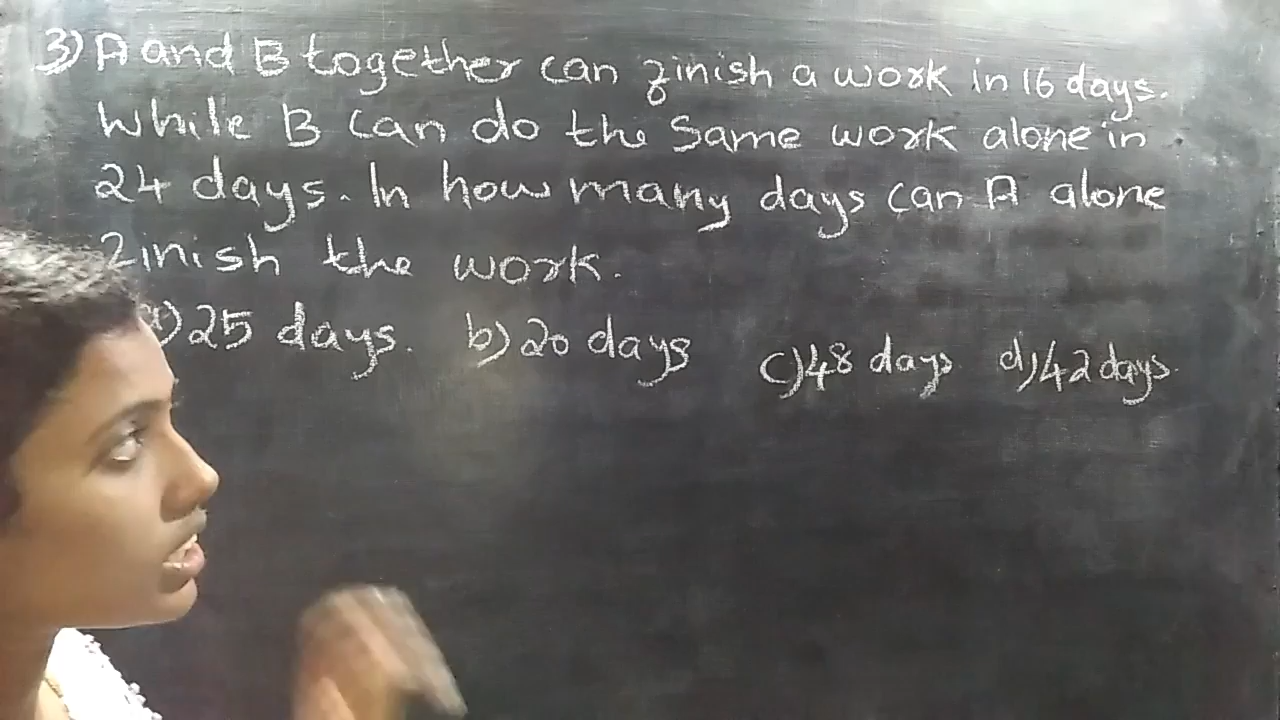 3) A and B together can finish a work in 16 days.
While B can do the same work alone in
24 days. In how many days can A alone
finish the work.
a) 25 days. b) 20 days c) 48 days d) 42 days.